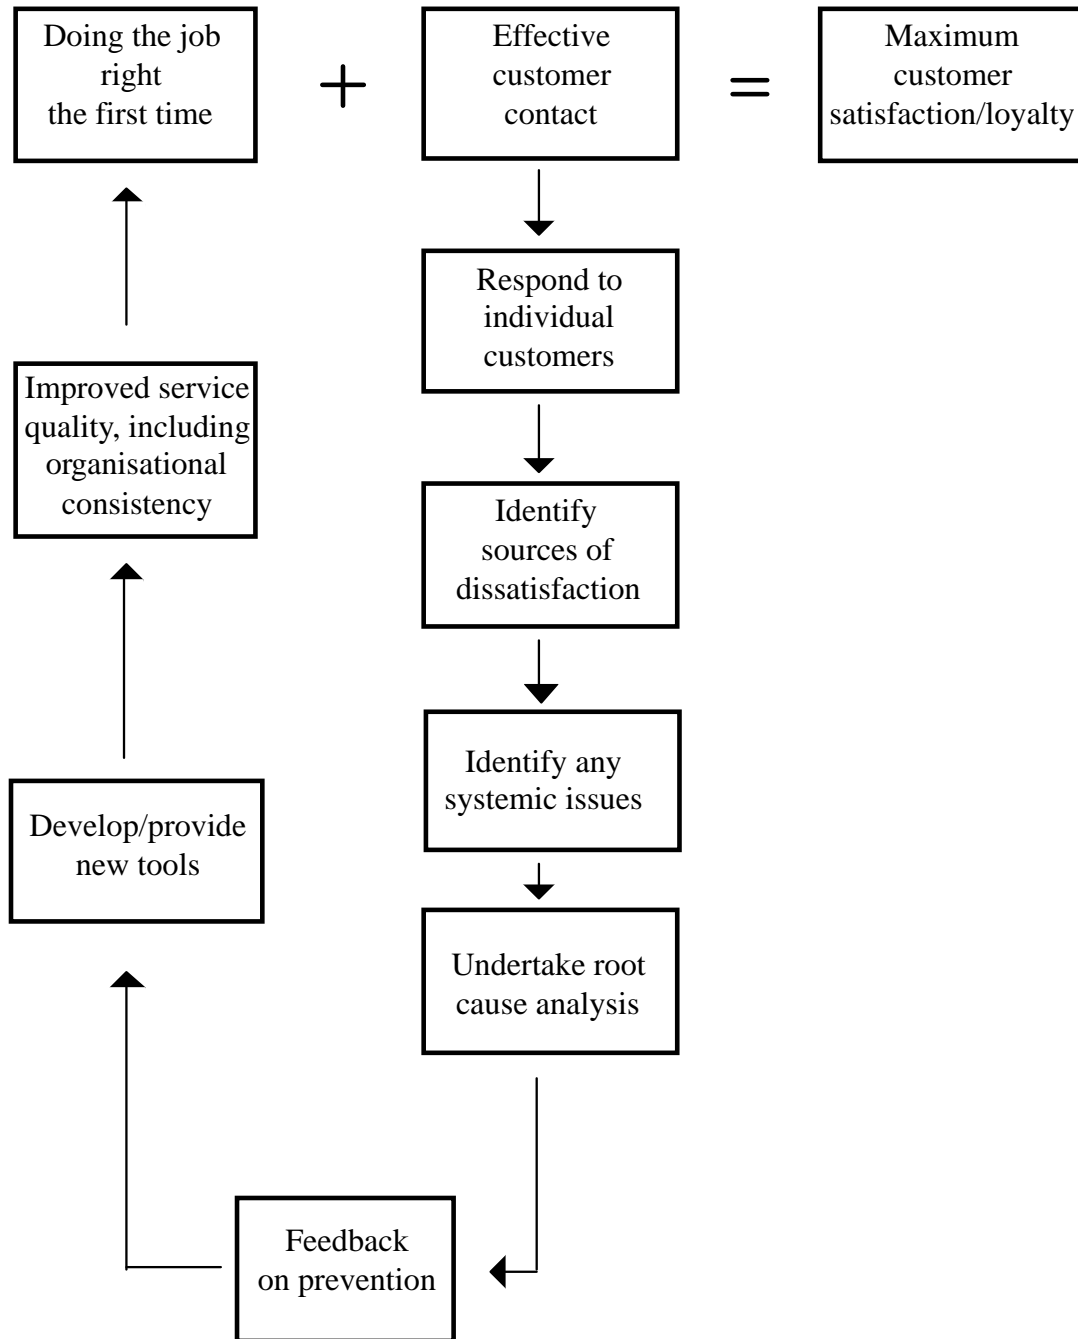 Doing the job
right
the first time
+
Effective
customer
contact
=
Maximum
customer
satisfaction/loyalty
Respond to
individual
customers
Improved service
quality, including
organisational
consistency
Identify
sources of
dissatisfaction
Identify any
systemic issues
Develop/provide
new tools
Undertake root
cause analysis
Feedback
on prevention